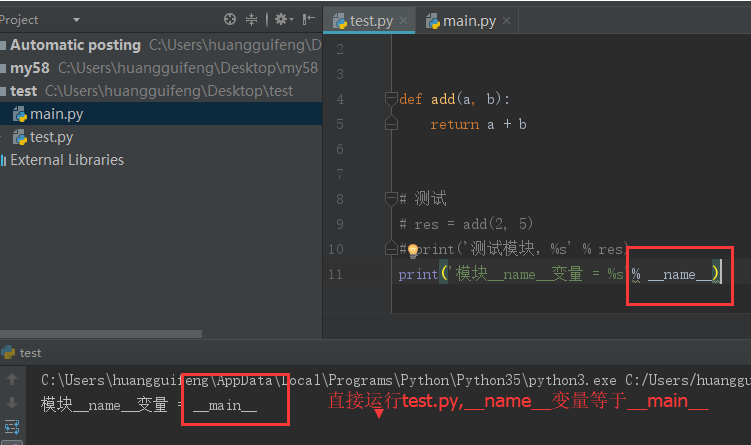 Project
test.py
main.py
Automatic posting C:\Users\huangguifeng\D
my58 C:\Users\huangguifeng\Desktop\my58
test C:\Users\huangguifeng\Desktop\test
main.py
test.py
External Libraries
2
3
4 def add(a, b):
5 return a + b
6
7
8 # 测试
9 # res = add(2, 5)
10 # print('测试模块，%s' % res)
11 print('模块__name__变量 = %s'% __name__)
test
C:\Users\huangguifeng\AppData\Local\Programs\Python\Python35\python3.exe C:/Users/huanggu
模块__name__变量 = __main__
直接运行test.py,__name__变量等于__main__